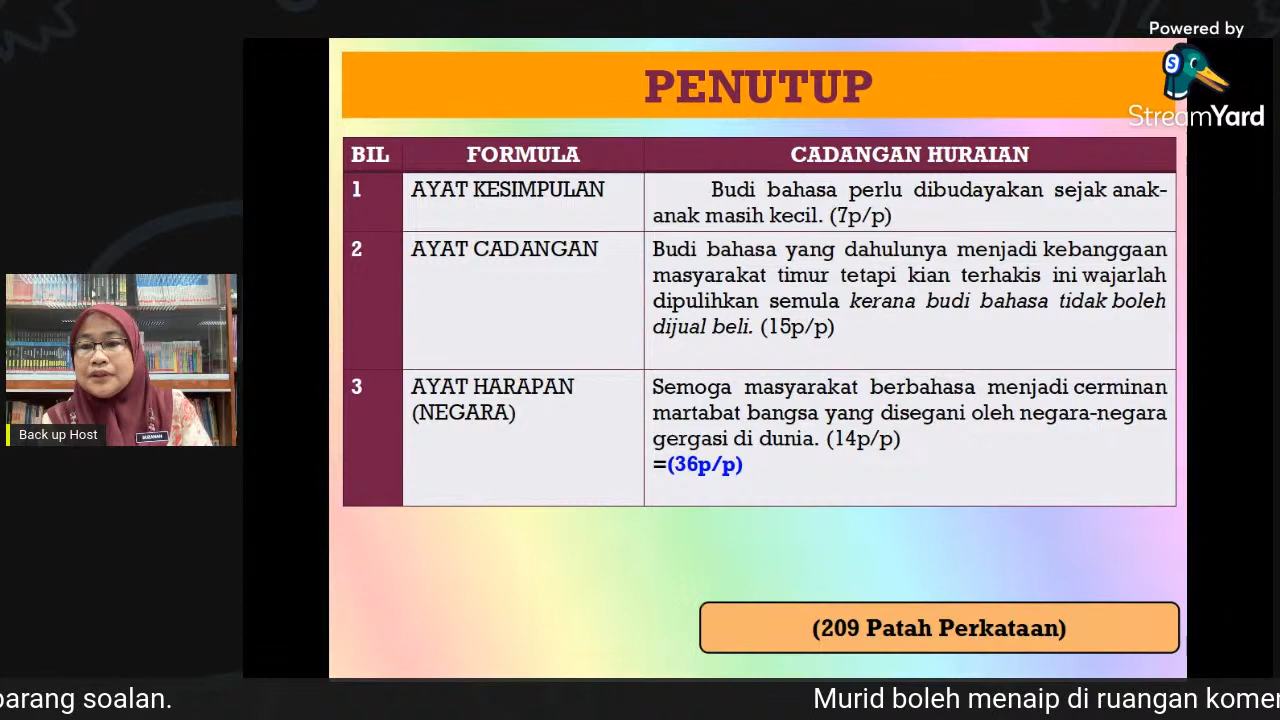 Powered by
StreamYard
PENUTUP
BIL FORMULA CADANGAN HURAIAN
1 AYAT KESIMPULAN
Budi bahasa perlu dibudayakan sejak anak-
anak masih kecil. (7p/p)
2 AYAT CADANGAN
Budi bahasa yang dahulunya menjadi kebanggaan
masyarakat timur tetapi kian terhakis ini wajarlah
dipulihkan semula kerana budi bahasa tidak boleh
dijual beli. (15p/p)
3 AYAT HARAPAN
(NEGARA)
Semoga masyarakat berbahasa menjadi cerminan
martabat bangsa yang disegani oleh negara-negara
gergasi di dunia. (14p/p)
=(36p/p)
(209 Patah Perkataan)
Back up Host
barang soalan.
Murid boleh menaip di ruangan komen